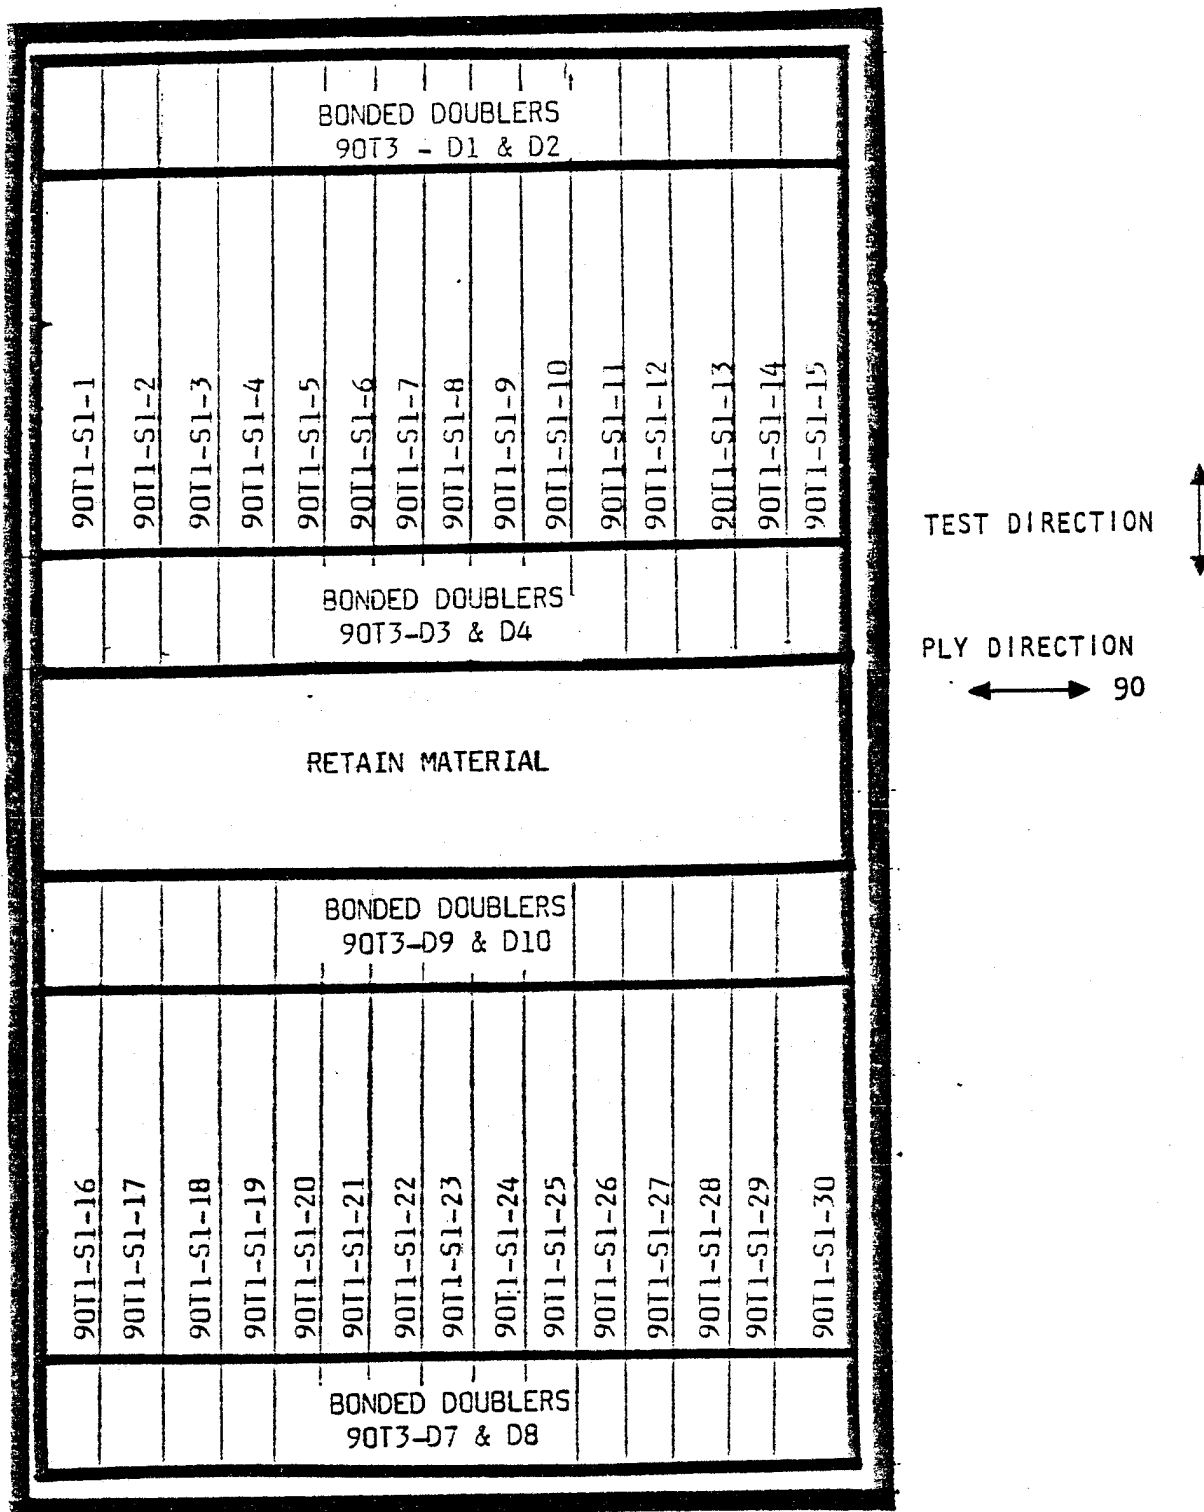 BONDED DOUBLERS
90T3 - D1 & D2
90T1-S1-1
90T1-S1-2
90T1-S1-3
90T1-S1-4
90T1-S1-5
90T1-S1-6
90T1-S1-7
90T1-S1-8
90T1-S1-9
90T1-S1-10
90T1-S1-11
90T1-S1-12
90T1-S1-13
90T1-S1-14
90T1-S1-15
TEST DIRECTION
BONDED DOUBLERS
90T3-D3 & D4
PLY DIRECTION
90
RETAIN MATERIAL
BONDED DOUBLERS
90T3-D9 & D10
90T1-S1-16
90T1-S1-17
90T1-S1-18
90T1-S1-19
90T1-S1-20
90T1-S1-21
90T1-S1-22
90T1-S1-23
90T1-S1-24
90T1-S1-25
90T1-S1-26
90T1-S1-27
90T1-S1-28
90T1-S1-29
90T1-S1-30
BONDED DOUBLERS
90T3-D7 & D8